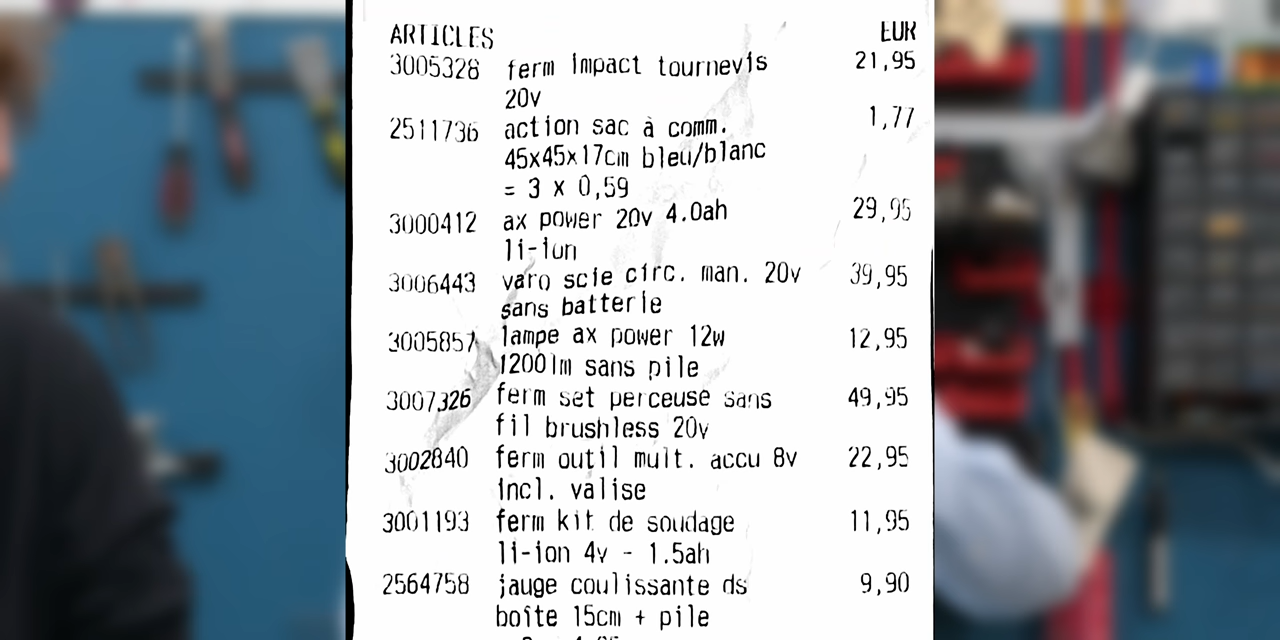 ARTICLES EUR
3005328 ferm impact tournevis 21,95
20v
2511736 action sac à comm. 1,77
45x45x17cm bleu/blanc
= 3 x 0,59
3000412 ax power 20v 4.0ah 29,95
li-ion
3006443 varo scie circ. man. 20v 39,95
sans batterie
3005857 lampe ax power 12w 12,95
1200lm sans pile
3007326 ferm set perceuse sans 49,95
fil brushless 20v
3002840 ferm outil mult. accu 8v 22,95
incl. valise
3001193 ferm kit de soudage 11,95
li-ion 4v - 1.5ah
2564758 jauge coulissante ds 9,90
boîte 15cm + pile